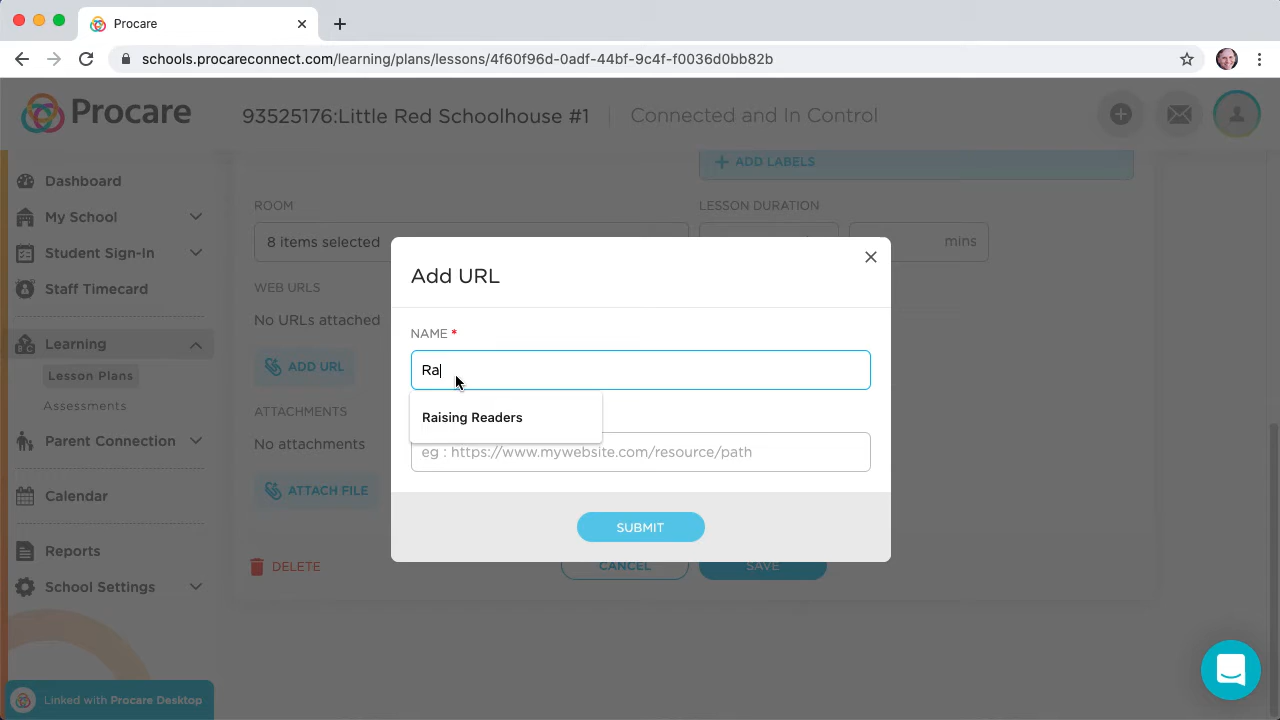 Procare
schools.procareconnect.com/learning/plans/lessons/4f60f96d-0adf-44bf-9c4f-f0036d0bb82b
Procare
93525176:Little Red Schoolhouse #1
Connected and In Control
Dashboard
My School
Student Sign-In
Staff Timecard
Learning
Lesson Plans
Assessments
Parent Connection
Calendar
Reports
School Settings
Linked with Procare Desktop
ADD LABELS
ROOM
LESSON DURATION
8 items selected
mins
WEB URLS
No URLs attached
ADD URL
ATTACHMENTS
No attachments
ATTACH FILE
DELETE
CANCEL
SAVE
Add URL
NAME *
Ra
Raising Readers
eg : https://www.mywebsite.com/resource/path
SUBMIT